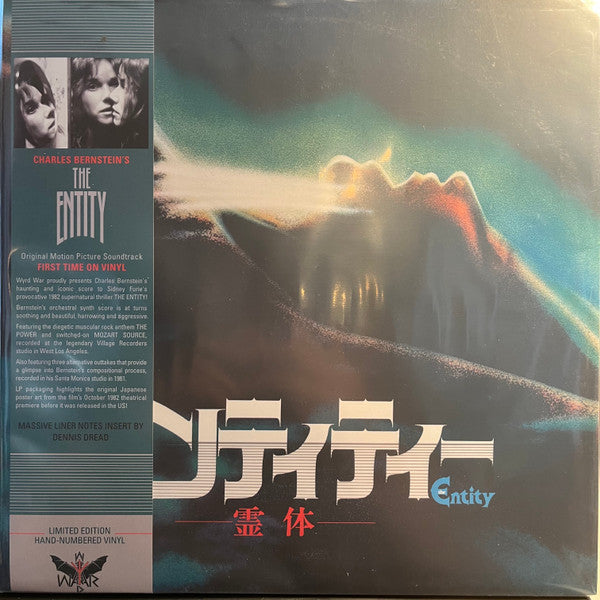 CHARLES BERNSTEIN'S
THE
ENTITY
Original Motion Picture Soundtrack
FIRST TIME ON VINYL
Wyrd War proudly presents Charles Bernstein's
haunting and iconic score to Sidney Furie's
provocative 1982 supernatural thriller THE ENTITY!
Bernstein's orchestral synth score is at turns
soothing and beautiful, harrowing and aggressive.
Featuring the diegetic muscular rock anthem THE
POWER and switched-on MOZART SOURCE,
recorded at the legendary Village Recorders
studio in West Los Angeles.
Also featuring three alternative outtakes that provide
a glimpse into Bernstein's compositional process,
recorded in his Santa Monica studio in 1981.
LP packaging highlights the original Japanese
poster art from the film's October 1982 theatrical
premiere before it was released in the US!
MASSIVE LINER NOTES INSERT BY
DENNIS DREAD
ンティティー
Entity
霊体
LIMITED EDITION
HAND-NUMBERED VINYL
WYRD
WAR